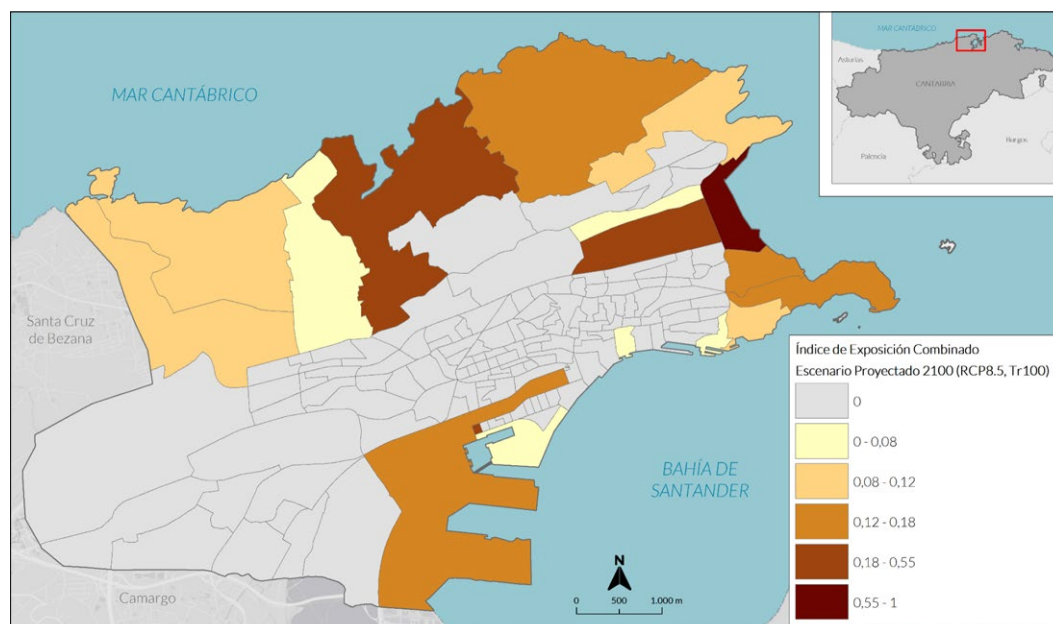 MAR CANTÁBRICO
MAR CANTÁBRICO
Asturias
CANTABRIA
Palencia
Burgos
Santa Cruz
de Bezana
Camargo
BAHÍA DE
SANTANDER
N
0 500 1.000 m
Índice de Exposición Combinado
Escenario Proyectado 2100 (RCP8.5, Tr100)
0
0 - 0,08
0,08 - 0,12
0,12 - 0,18
0,18 - 0,55
0,55 - 1